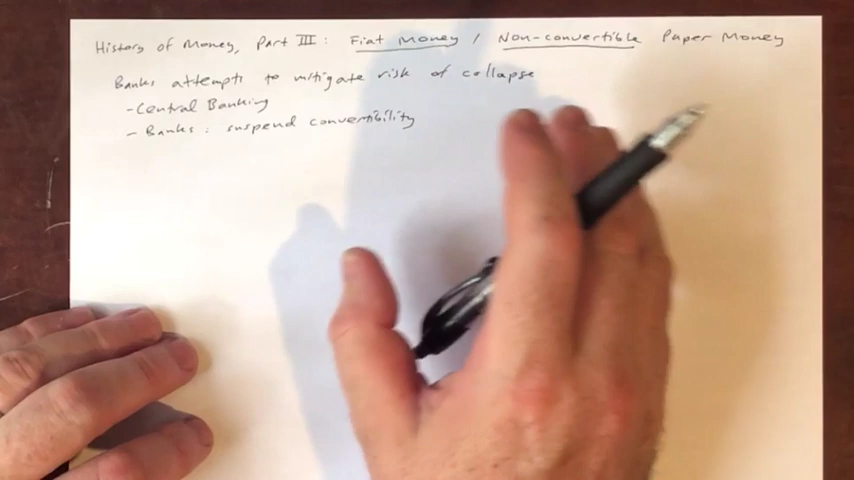 History of Money, Part III: Fiat Money / Non-convertible Paper Money
Banks attempts to mitigate risk of collapse
- Central Banking
- Banks: suspend convertibility